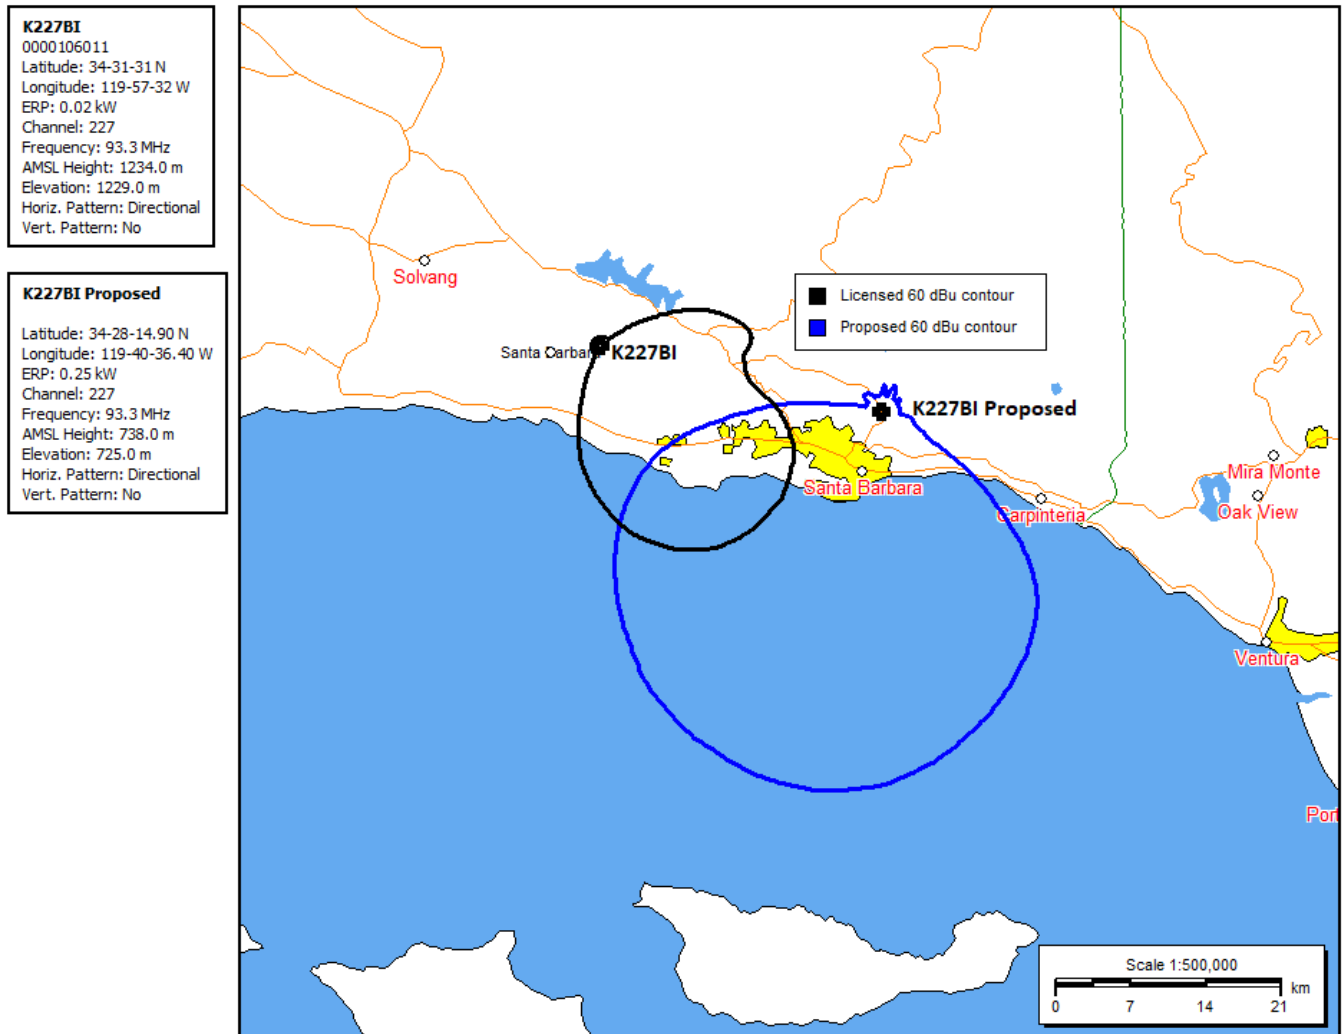 K227BI
0000106011
Latitude: 34-31-31 N
Longitude: 119-57-32 W
ERP: 0.02 kW
Channel: 227
Frequency: 93.3 MHz
AMSL Height: 1234.0 m
Elevation: 1229.0 m
Horiz. Pattern: Directional
Vert. Pattern: No
K227BI Proposed
Latitude: 34-28-14.90 N
Longitude: 119-40-36.40 W
ERP: 0.25 kW
Channel: 227
Frequency: 93.3 MHz
AMSL Height: 738.0 m
Elevation: 725.0 m
Horiz. Pattern: Directional
Vert. Pattern: No
Solvang
Licensed 60 dBu contour
Proposed 60 dBu contour
Santa Barbara
K227BI
K227BI Proposed
Santa Barbara
Carpinteria
Mira Monte
Oak View
Ventura
Port
Scale 1:500,000
km
0 7 14 21